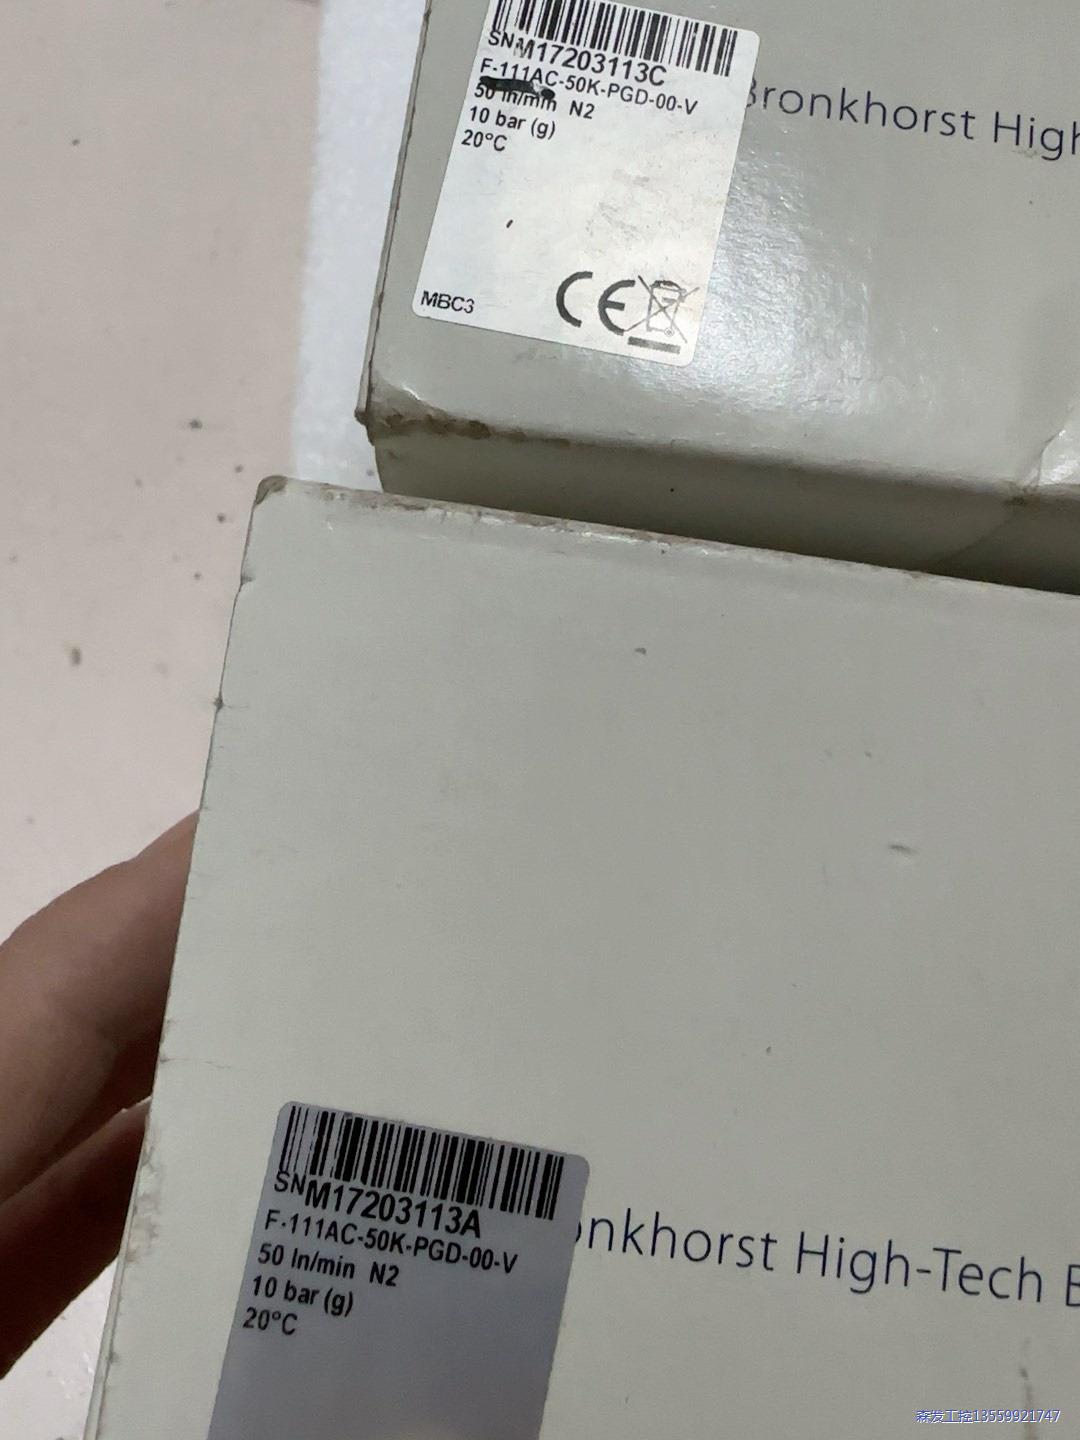 SNM17203113C
F-111AC-50K-PGD-00-V
50 ln/min N2
10 bar (g)
20°C
MBC3
CE
Bronkhorst High
SNM17203113A
F-111AC-50K-PGD-00-V
50 ln/min N2
10 bar (g)
20°C
onkhorst High-Tech B
森发工控13559921747